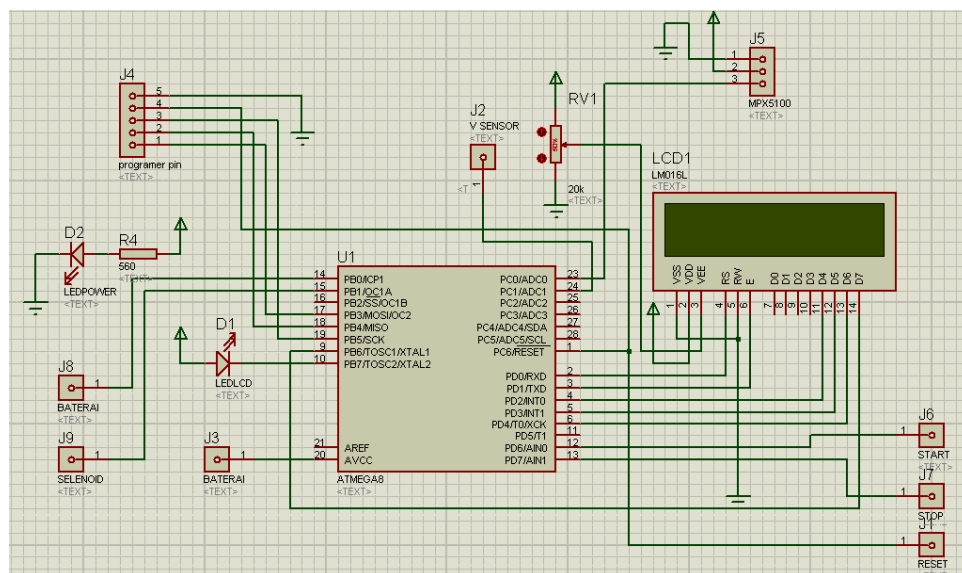 J5
1
2
3
MPX5100
<TEXT>
J4
5
4
3
2
1
programer pin
<TEXT>
J2
V SENSOR
<TEXT>
1
<T
RV1
50%
20k
<TEXT>
LCD1
LM016L
<TEXT>
VSS
VDD
VEE
RS
RW
E
D0
D1
D2
D3
D4
D5
D6
D7
1
2
3
4
5
6
7
8
9
10
11
12
13
14
D2
LEDPOWER
<TEXT>
R4
560
<TEXT>
D1
LEDLCD
<TEXT>
U1
14 PB0/ICP1 PC0/ADC0 23
15 PB1/OC1A PC1/ADC1 24
16 PB2/SS/OC1B PC2/ADC2 25
17 PB3/MOSI/OC2 PC3/ADC3 26
18 PB4/MISO PC4/ADC4/SDA 27
19 PB5/SCK PC5/ADC5/SCL 28
9 PB6/TOSC1/XTAL1 PC6/RESET 1
10 PB7/TOSC2/XTAL2
PD0/RXD 2
PD1/TXD 3
PD2/INT0 4
PD3/INT1 5
PD4/T0/XCK 6
PD5/T1 11
21 AREF PD6/AIN0 12
20 AVCC PD7/AIN1 13
ATMEGA8
<TEXT>
J8
1
BATERAI
<TEXT>
J9
1
SELENOID
<TEXT>
J3
1
BATERAI
<TEXT>
J6
1
START
<TEXT>
J7
1
STOP
J1
1
RESET
<TEXT>